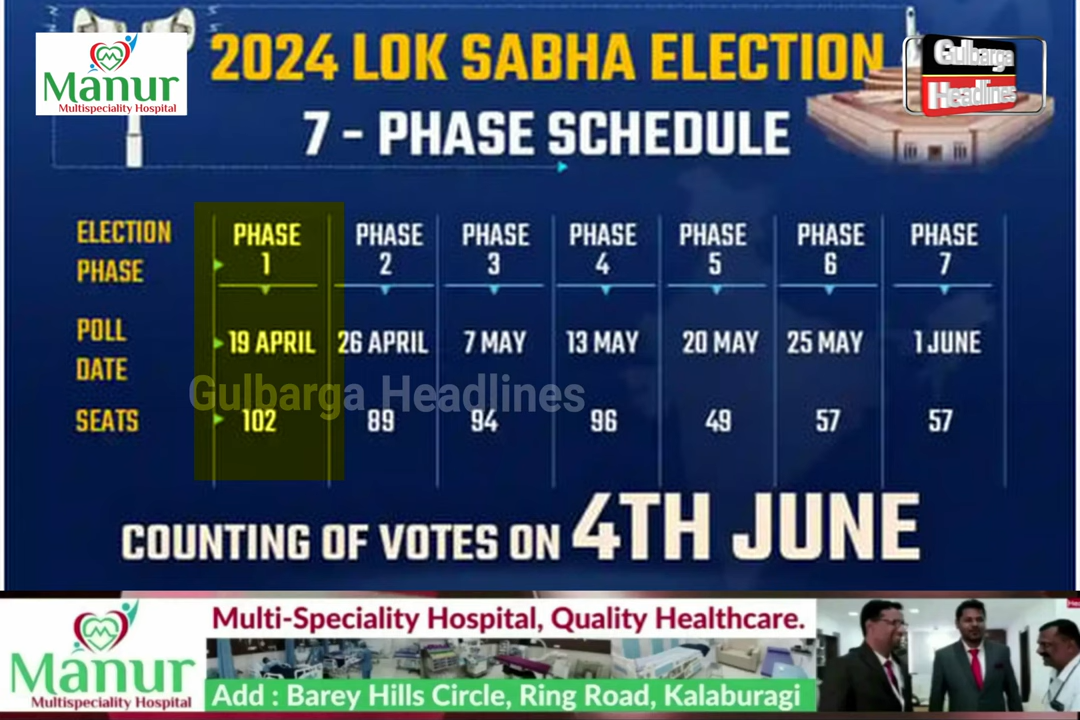 Manur
Multispeciality Hospital
2024 LOK SABHA ELECTION
Gulbarga
Headlines
7 - PHASE SCHEDULE
ELECTION PHASE PHASE 1 PHASE 2 PHASE 3 PHASE 4 PHASE 5 PHASE 6 PHASE 7
POLL DATE 19 APRIL 26 APRIL 7 MAY 13 MAY 20 MAY 25 MAY 1 JUNE
Gulbarga Headlines
SEATS 102 89 94 96 49 57 57
COUNTING OF VOTES ON 4TH JUNE
Manur
Multispeciality Hospital
Multi-Speciality Hospital, Quality Healthcare.
Add : Barey Hills Circle, Ring Road, Kalaburagi